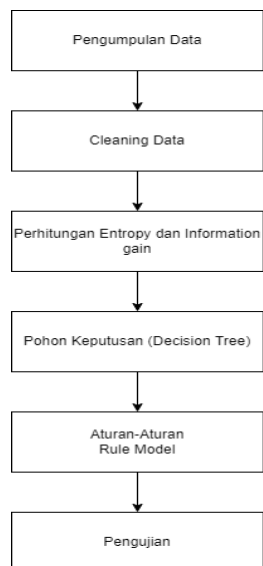 Pengumpulan Data
Cleaning Data
Perhitungan Entropy dan Information
gain
Pohon Keputusan (Decision Tree)
Aturan-Aturan
Rule Model
Pengujian